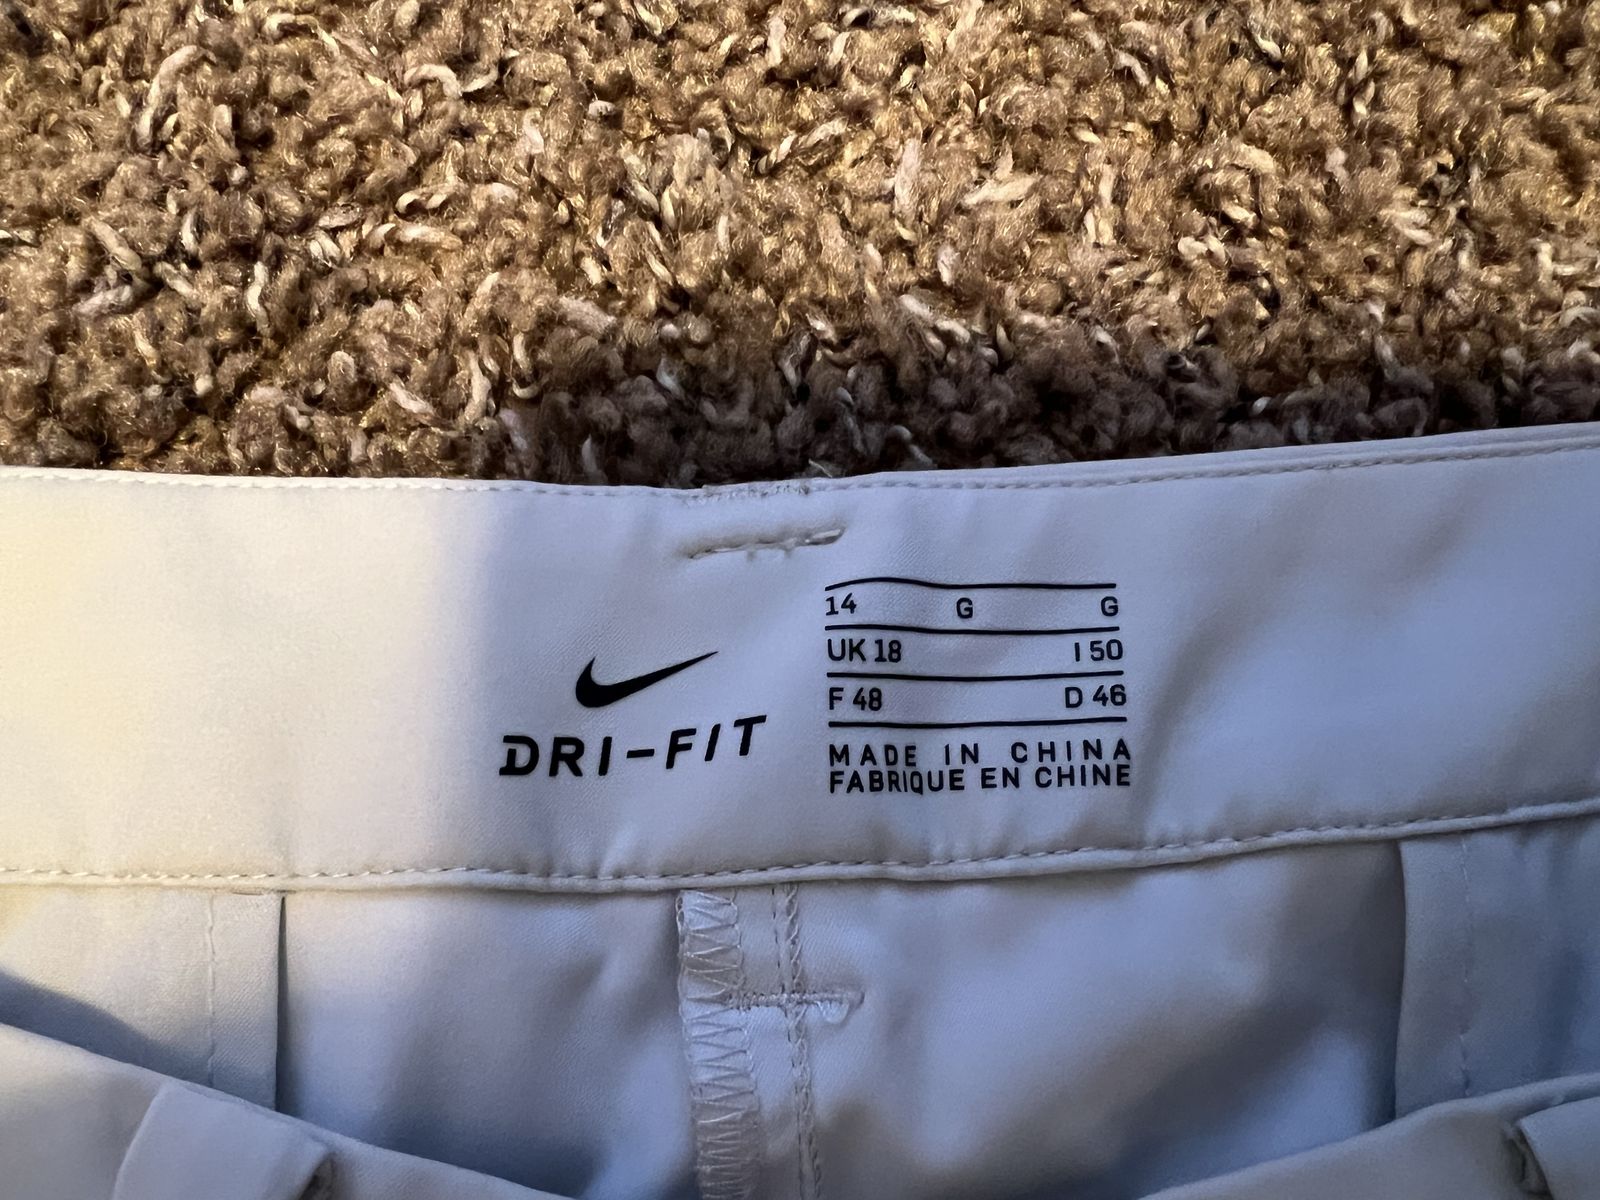 DRI-FIT
14 G G
UK 18 I 50
F 48 D 46
MADE IN CHINA
FABRIQUE EN CHINE